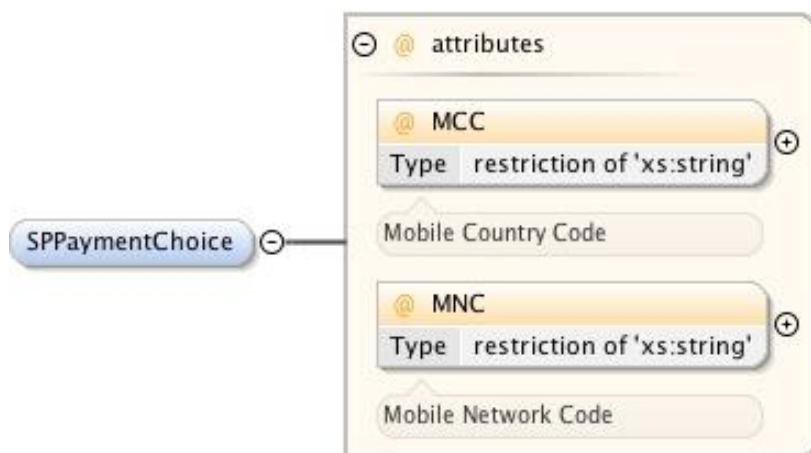 @ attributes
@ MCC
Type restriction of 'xs:string'
Mobile Country Code
SPPaymentChoice
@ MNC
Type restriction of 'xs:string'
Mobile Network Code